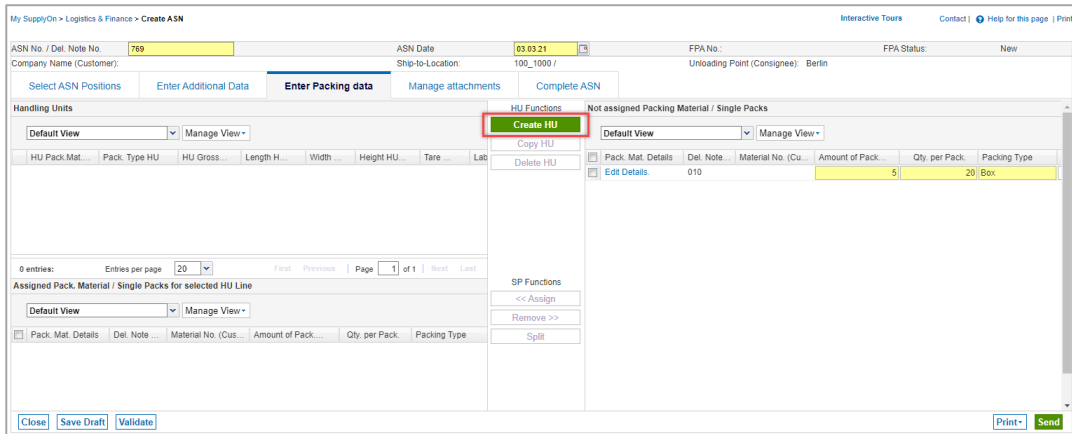 My SupplyOn > Logistics & Finance > Create ASN
Interactive Tours
Contact | Help for this page | Print
ASN No. / Del. Note No. 769 ASN Date 03.03.21 FPA No.: FPA Status: New
Company Name (Customer): Ship-to-Location: 100_1000 / Unloading Point (Consignee): Berlin
Select ASN Positions Enter Additional Data Enter Packing data Manage attachments Complete ASN
Handling Units
Default View Manage View
HU Pack.Mat.... Pack. Type HU HU Gross... Length H... Width ... Height HU... Tare ... Lab
0 entries: Entries per page 20 First Previous | Page 1 of 1 | Next Last
Assigned Pack. Material / Single Packs for selected HU Line
Default View Manage View
Pack. Mat. Details Del. Note ... Material No. (Cus... Amount of Pack.... Qty. per Pack. Packing Type
HU Functions
Create HU
Copy HU
Delete HU
SP Functions
<< Assign
Remove >>
Split
Not assigned Packing Material / Single Packs
Default View Manage View
Pack. Mat. Details Del. Note... Material No. (Cu... Amount of Pack... Qty. per Pack. Packing Type
Edit Details. 010 5 20 Box
Close Save Draft Validate
Print Send